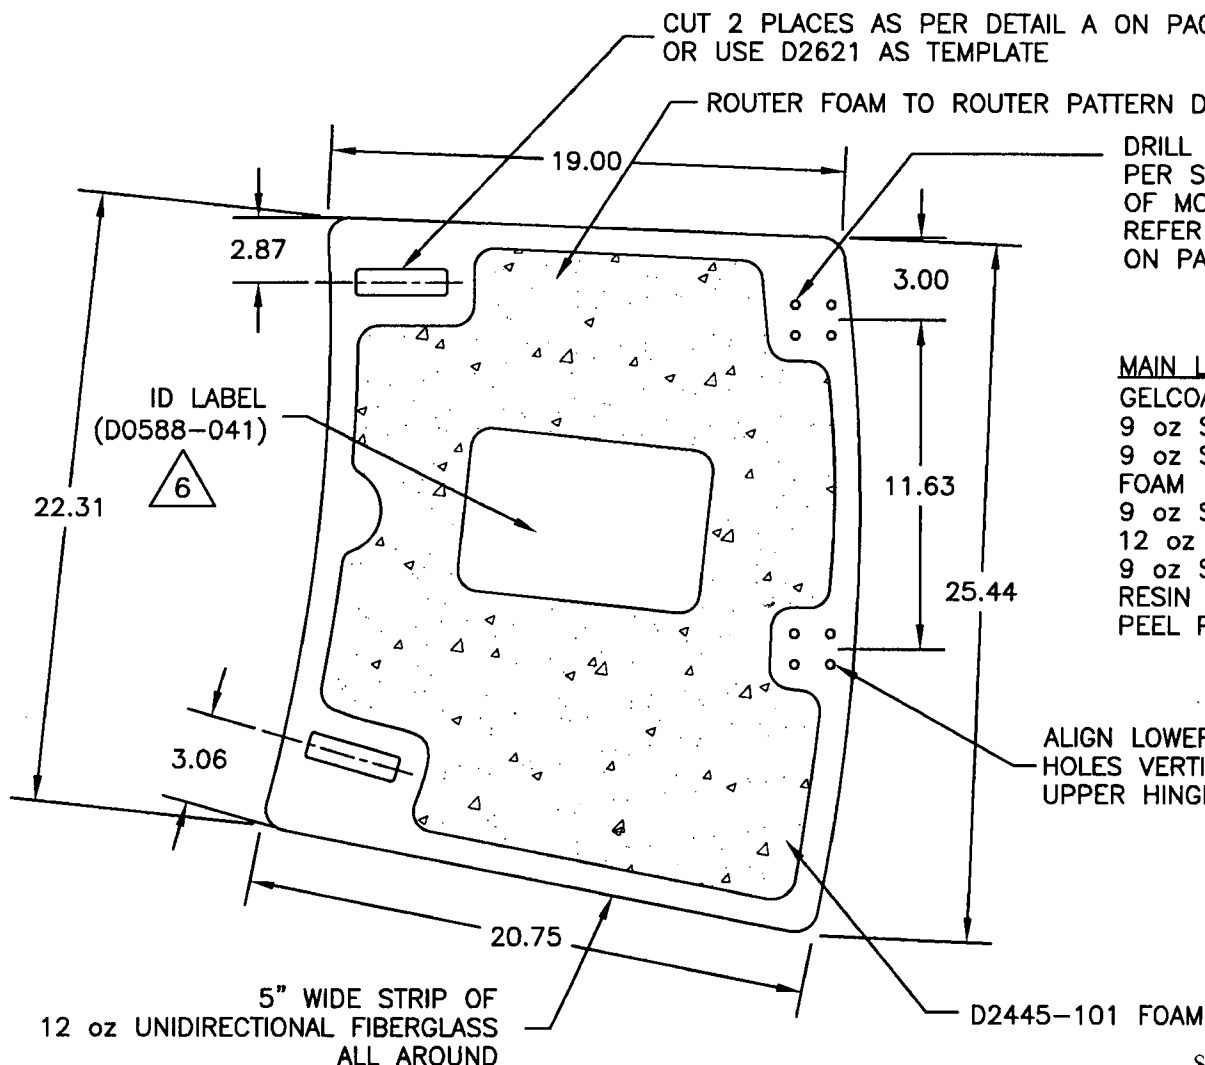 CUT 2 PLACES AS PER DETAIL A ON
OR USE D2621 AS TEMPLATE
ROUTER FOAM TO ROUTER PATTERN D
DRILL
PER S
OF MO
REFER
ON PA
19.00
2.87
3.00
MAIN L
GELCOA
9 oz S
9 oz S
FOAM
9 oz S
12 oz
9 oz S
RESIN
PEEL P
ID LABEL
(D0588-041)
6
22.31
11.63
25.44
3.06
ALIGN LOWER
HOLES VERTI
UPPER HING
20.75
5" WIDE STRIP OF
12 oz UNIDIRECTIONAL FIBERGLASS
ALL AROUND
D2445-101 FOAM
S